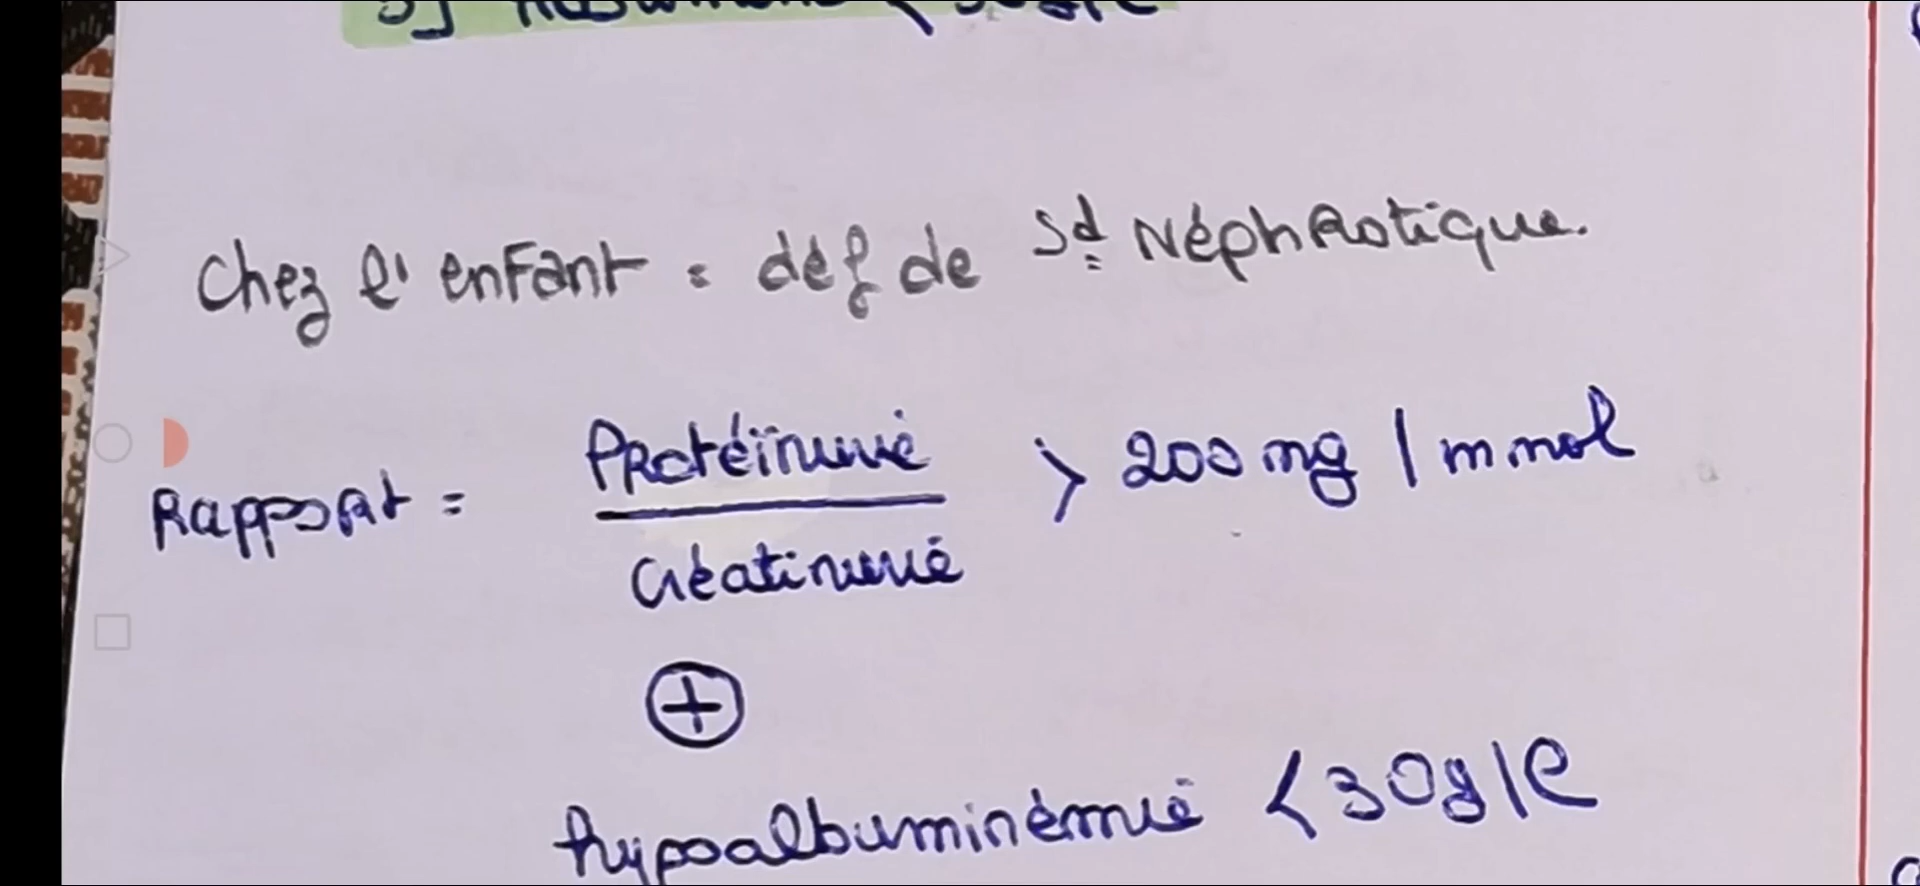 Chez l'enfant = déf de Sd Néphrotique.
Rapport = Protéinurie > 200 mg / mmol
Créatinurie
+
hypoalbuminémie < 30g/l